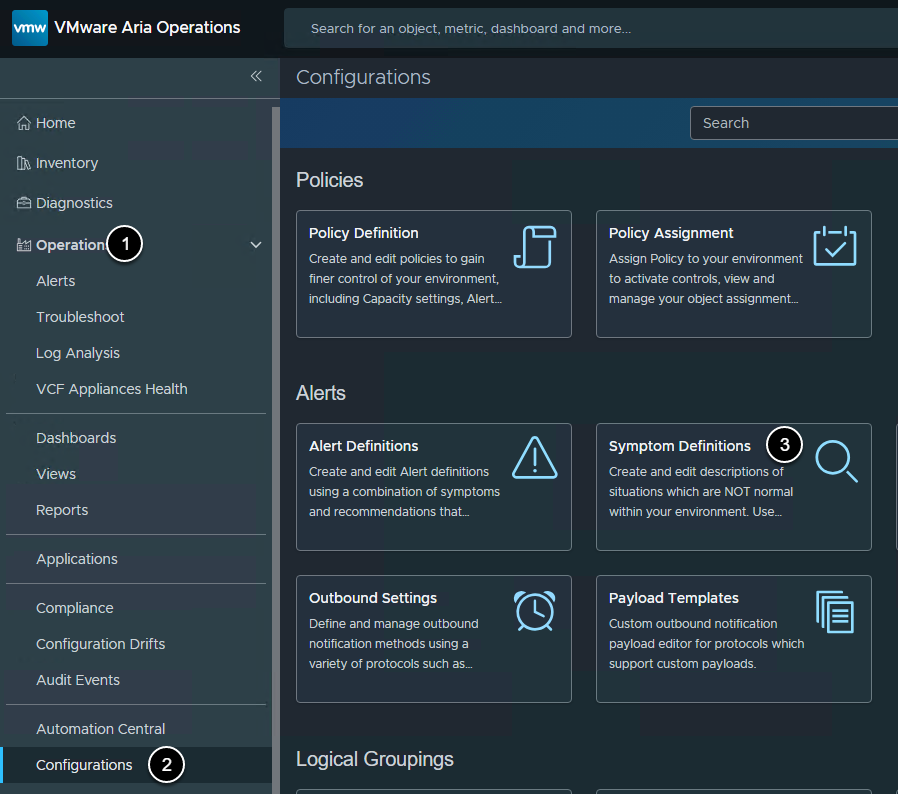 vmw VMware Aria Operations
Search for an object, metric, dashboard and more...
Configurations
Search
Home
Inventory
Diagnostics
Operation 1
Alerts
Troubleshoot
Log Analysis
VCF Appliances Health
Dashboards
Views
Reports
Applications
Compliance
Configuration Drifts
Audit Events
Automation Central
Configurations 2
Policies
Policy Definition
Create and edit policies to gain
finer control of your environment,
including Capacity settings, Alert...
Policy Assignment
Assign Policy to your environment
to activate controls, view and
manage your object assignment...
Alerts
Alert Definitions
Create and edit Alert definitions
using a combination of symptoms
and recommendations that...
Symptom Definitions 3
Create and edit descriptions of
situations which are NOT normal
within your environment. Use...
Outbound Settings
Define and manage outbound
notification methods using a
variety of protocols such as...
Payload Templates
Custom outbound notification
payload editor for protocols which
support custom payloads.
Logical Groupings